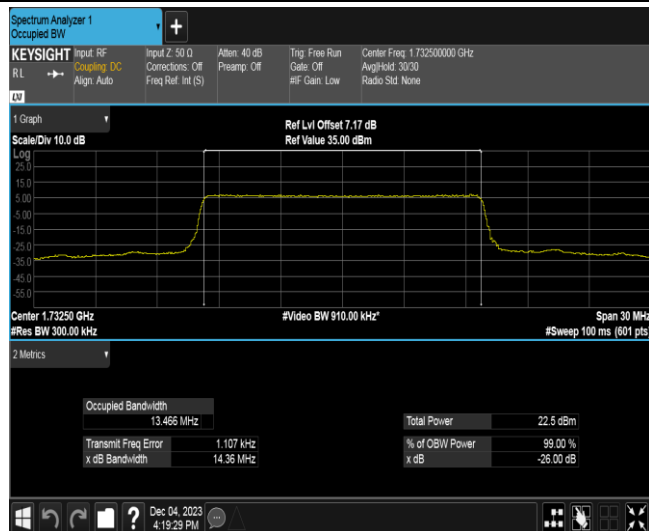 Spectrum Analyzer 1
Occupied BW
+
KEYSIGHT
RL
LXI
Input: RF
Coupling: DC
Align: Auto
Input Z: 50 Ω
Corrections: Off
Freq Ref: Int (S)
Atten: 40 dB
Preamp: Off
Trig: Free Run
Gate: Off
#IF Gain: Low
Center Freq: 1.732500000 GHz
Avg|Hold: 30/30
Radio Std: None
1 Graph
Scale/Div 10.0 dB
Ref Lvl Offset 7.17 dB
Ref Value 35.00 dBm
Log
25.0
15.0
5.00
-5.00
-15.0
-25.0
-35.0
-45.0
-55.0
Center 1.73250 GHz
#Res BW 300.00 kHz
#Video BW 910.00 kHz*
Span 30 MHz
#Sweep 100 ms (601 pts)
2 Metrics
Occupied Bandwidth
13.466 MHz
Transmit Freq Error 1.107 kHz
x dB Bandwidth 14.36 MHz
Total Power 22.5 dBm
% of OBW Power 99.00 %
x dB -26.00 dB
?
Dec 04, 2023
4:19:29 PM